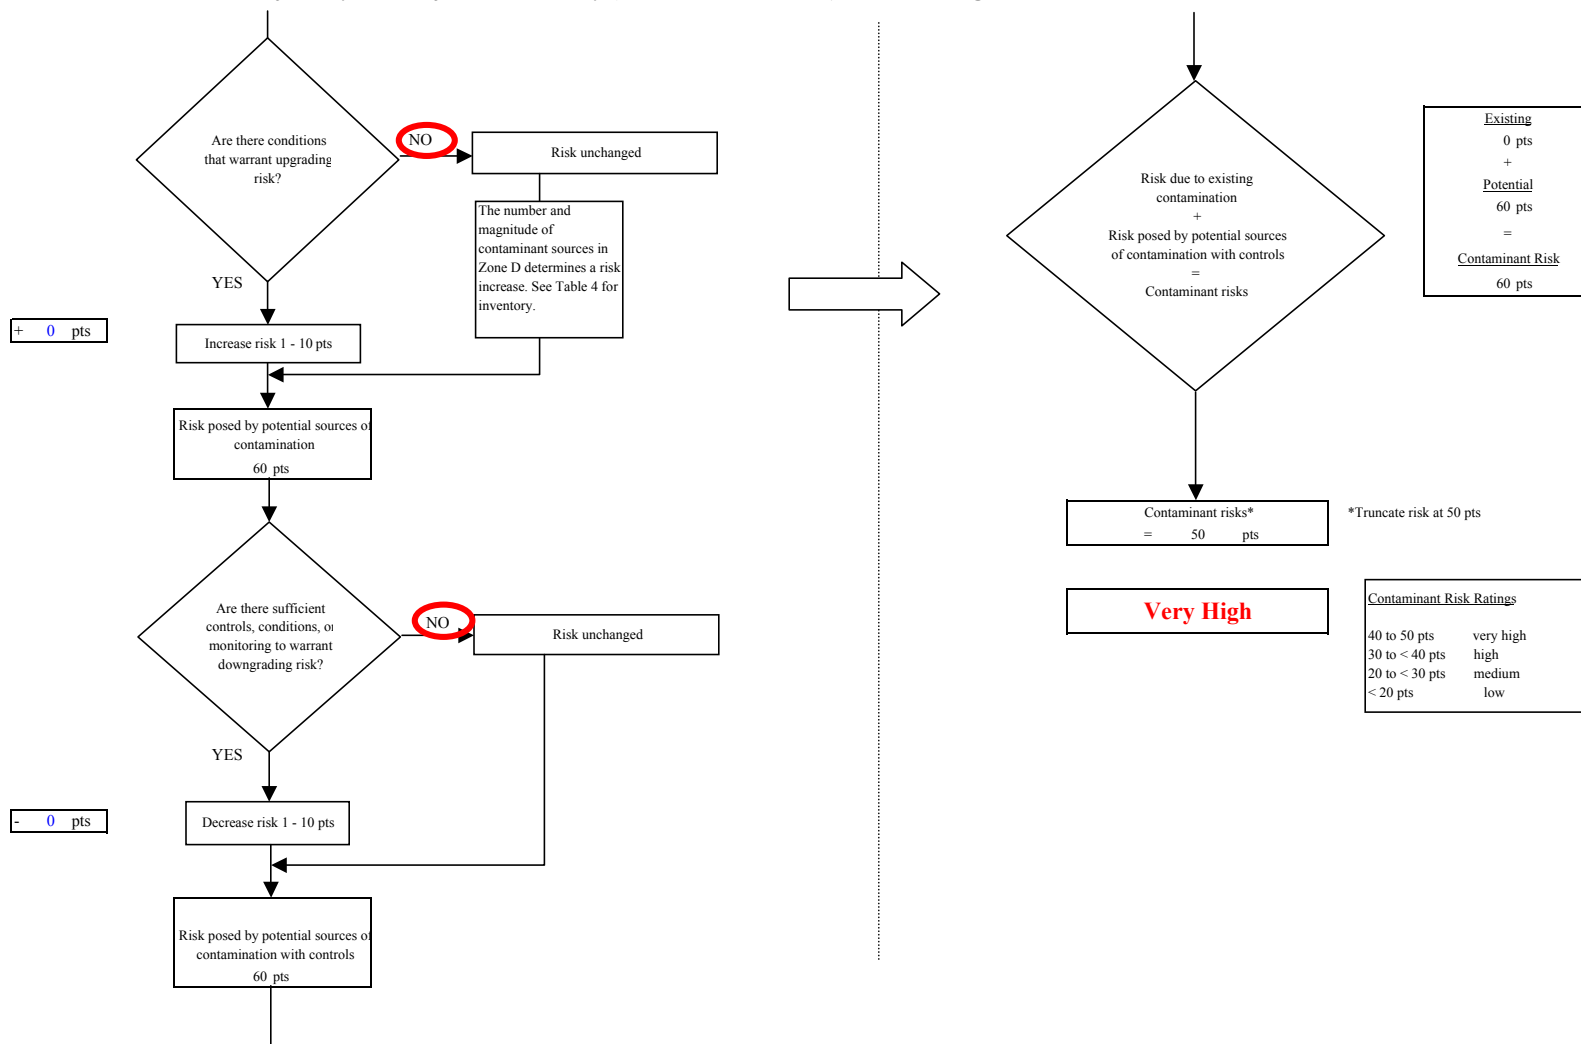 Are there conditions
that warrant upgrading
risk?
NO
Risk unchanged
The number and
magnitude of
contaminant sources in
Zone D determines a risk
increase. See Table 4 for
inventory.
YES
+ 0 pts
Increase risk 1 - 10 pts
Risk posed by potential sources of
contamination
60 pts
Are there sufficient
controls, conditions, or
monitoring to warrant
downgrading risk?
NO
Risk unchanged
YES
- 0 pts
Decrease risk 1 - 10 pts
Risk posed by potential sources of
contamination with controls
60 pts
Risk due to existing
contamination
+
Risk posed by potential sources
of contamination with controls
=
Contaminant risks
Existing
0 pts
+
Potential
60 pts
=
Contaminant Risk
60 pts
Contaminant risks*
= 50 pts
*Truncate risk at 50 pts
Very High
Contaminant Risk Ratings
40 to 50 pts very high
30 to < 40 pts high
20 to < 30 pts medium
< 20 pts low